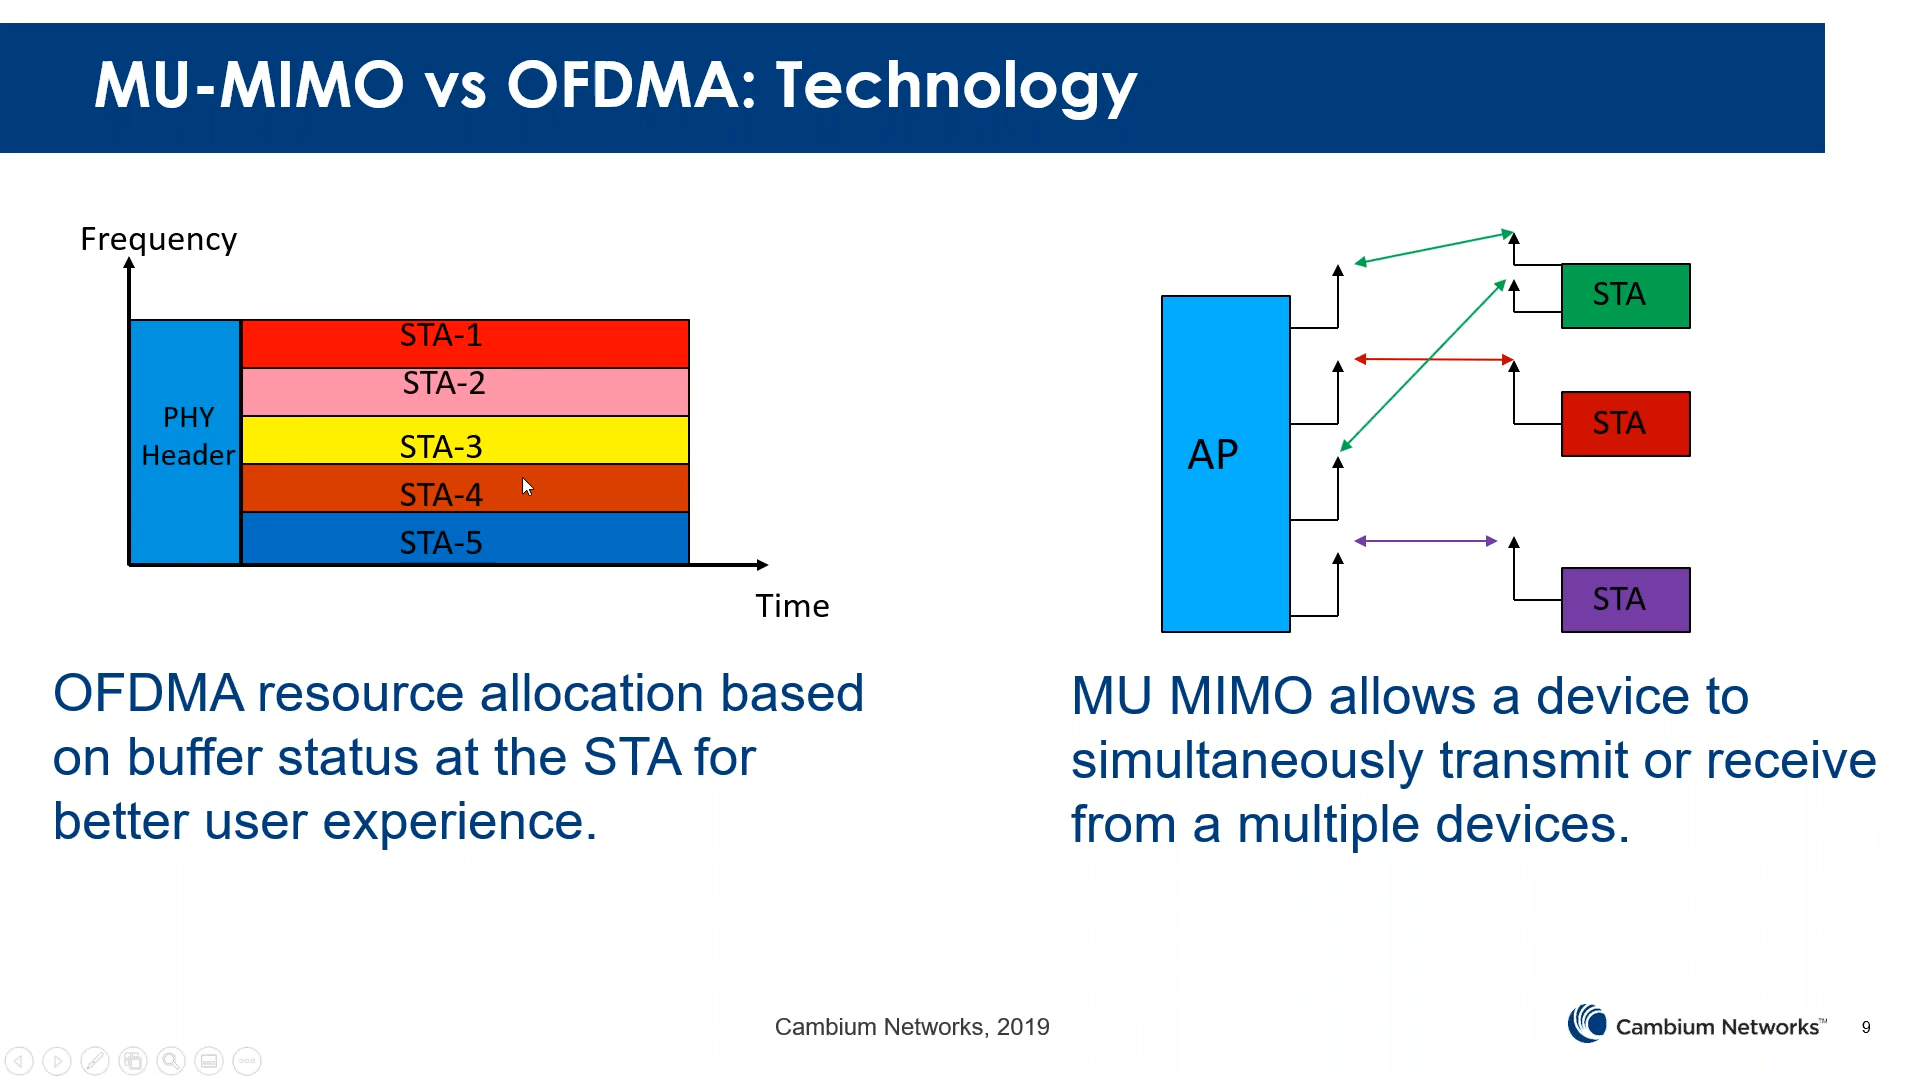 MU-MIMO vs OFDMA: Technology
Frequency
PHY
Header
STA-1
STA-2
STA-3
STA-4
STA-5
Time
OFDMA resource allocation based
on buffer status at the STA for
better user experience.
AP
STA
STA
STA
MU MIMO allows a device to
simultaneously transmit or receive
from a multiple devices.
Cambium Networks, 2019
Cambium Networks™
9